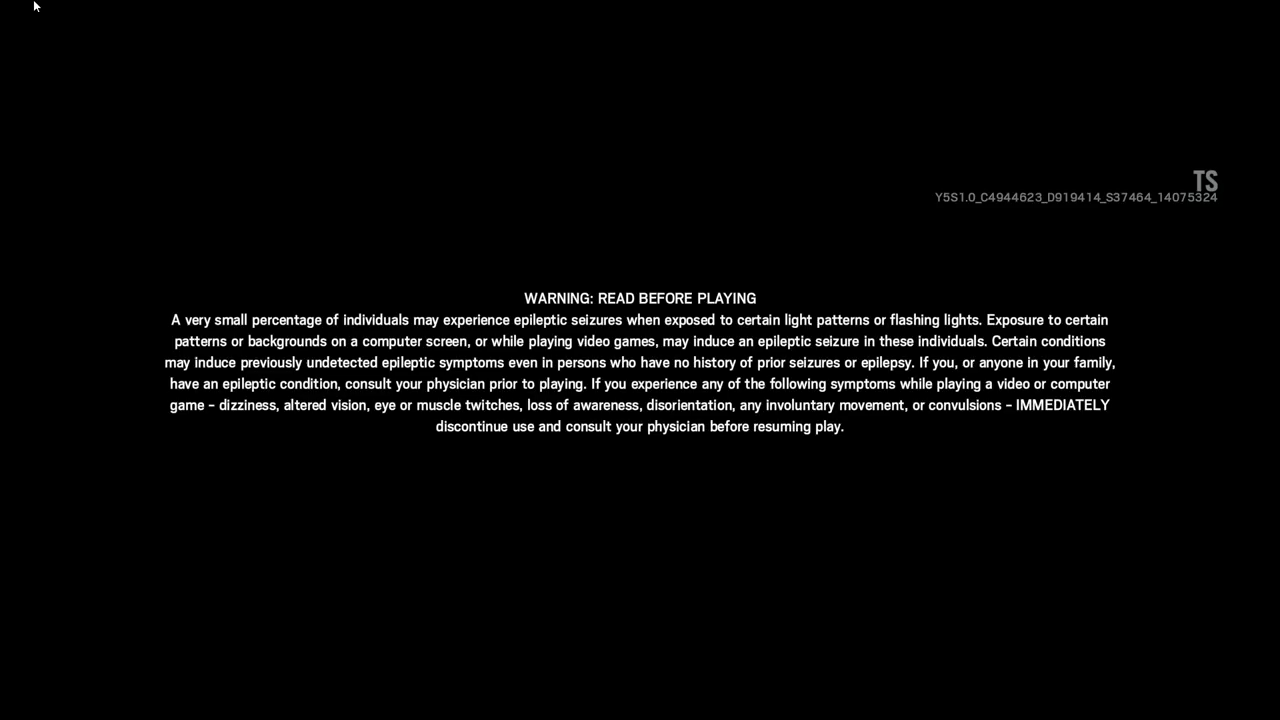 TS
Y5S1.0_C4944623_D919414_S37464_14075324
WARNING: READ BEFORE PLAYING
A very small percentage of individuals may experience epileptic seizures when exposed to certain light patterns or flashing lights. Exposure to certain
patterns or backgrounds on a computer screen, or while playing video games, may induce an epileptic seizure in these individuals. Certain conditions
may induce previously undetected epileptic symptoms even in persons who have no history of prior seizures or epilepsy. If you, or anyone in your family,
have an epileptic condition, consult your physician prior to playing. If you experience any of the following symptoms while playing a video or computer
game – dizziness, altered vision, eye or muscle twitches, loss of awareness, disorientation, any involuntary movement, or convulsions – IMMEDIATELY
discontinue use and consult your physician before resuming play.